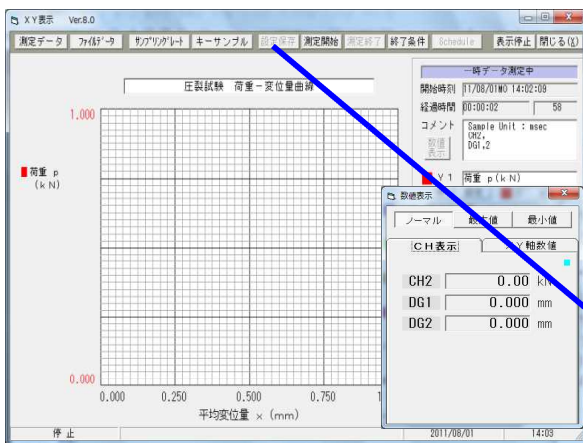 XY表示 Ver.8.0
測定データ ファイルデータ サンプリングレート キーサンプル 設定保存 測定開始 測定終了 終了条件 Schedule 表示停止 閉じる(X)
圧裂試験 荷重－変位量曲線
1.000
荷重 p
(kN)
0.000
0.000 0.250 0.500 0.750 1
平均変位量 x (mm)
一時データ測定中
開始時刻 11/08/01MO 14:02:09
経過時間 00:00:02 58
コメント Sample Unit : msec
CH2,
DG1,2
数値
表示
Y1 荷重 p(kN)
数値表示
ノーマル 最大値 最小値
CH表示 XY軸数値
CH2 0.00 kN
DG1 0.000 mm
DG2 0.000 mm
停止 2011/08/01 14:03